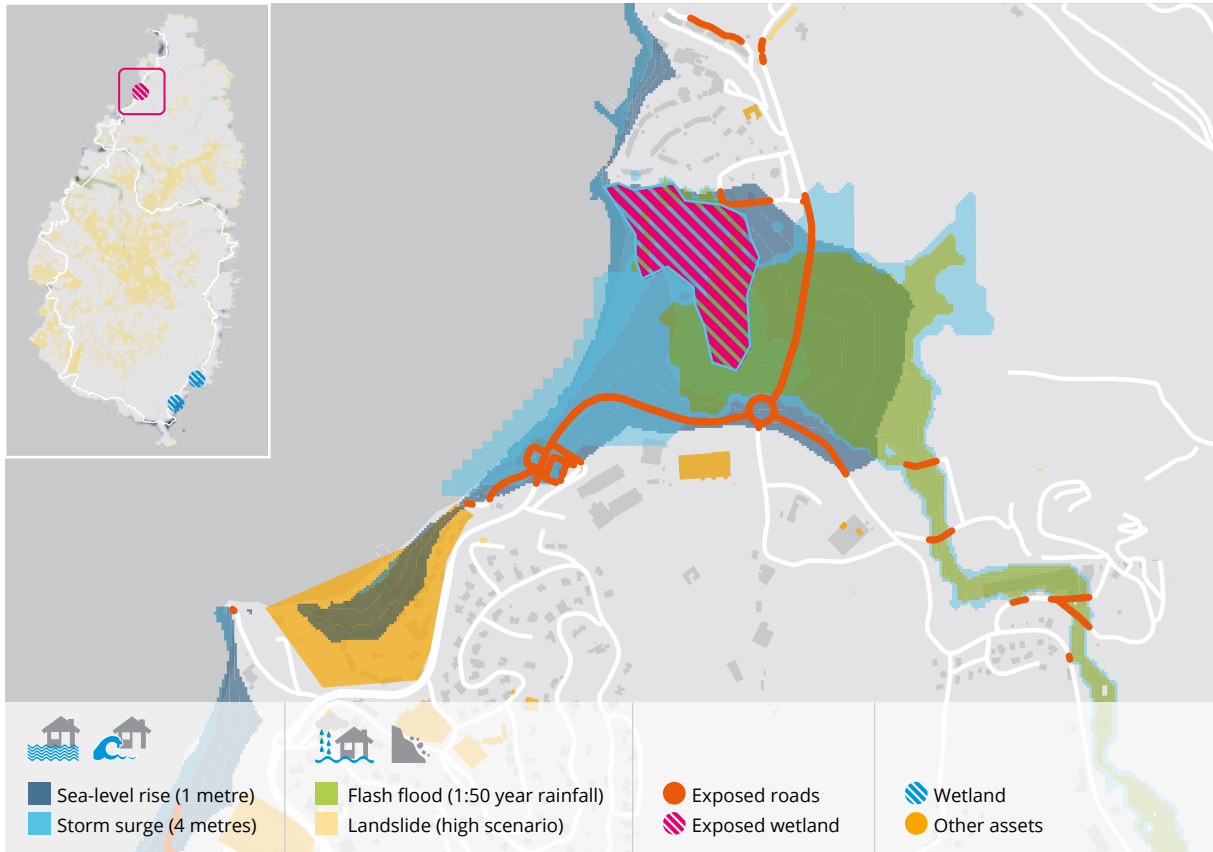 Sea-level rise (1 metre)
Storm surge (4 metres)
Flash flood (1:50 year rainfall)
Landslide (high scenario)
Exposed roads
Exposed wetland
Wetland
Other assets